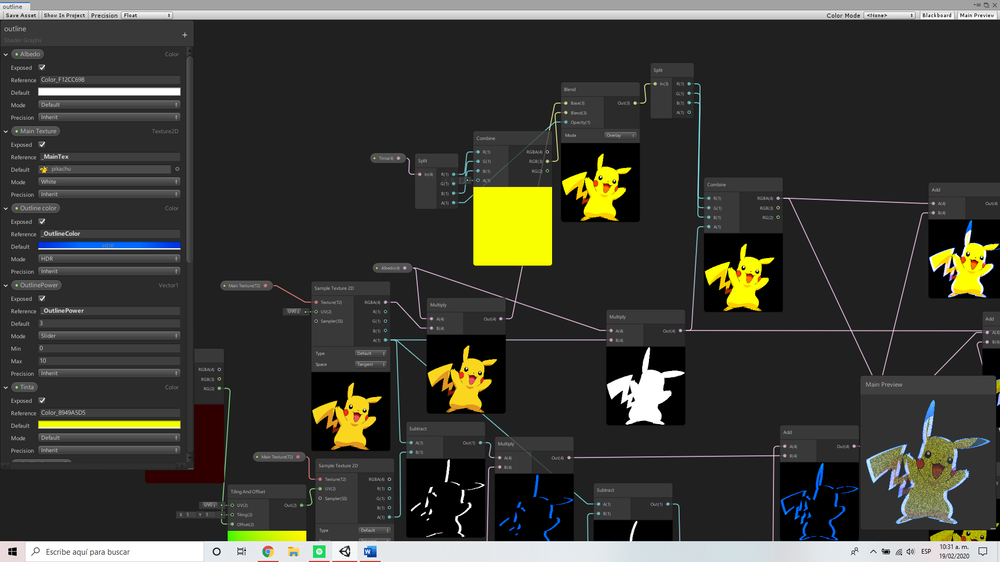 outline
Save Asset Show In Project Precision Float Color Mode <None> Blackboard Main Preview
outline
Shader Graphs
Albedo Color
Exposed
Reference Color_F12CC698
Default
Mode Default
Precision Inherit
Main Texture Texture2D
Exposed
Reference _MainTex
Default pikachu
Mode White
Precision Inherit
Outline color Color
Exposed
Reference _OutlineColor
Default HDR
Mode HDR
Precision Inherit
OutlinePower Vector1
Exposed
Reference _OutlinePower
Default 3
Mode Slider
Min 0
Max 10
Precision Inherit
Tinta Color
Exposed
Reference Color_8949A5D5
Default
Mode Default
Precision Inherit
RGBA(4)
RGB(3)
RG(2)
Tinta(4)
Split
In(4) R(1)
G(1)
B(1)
A(1)
Combine
R(1) RGBA(4)
G(1) RGB(3)
B(1) RG(2)
A(1)
Blend
Base(3) Out(3)
Blend(3)
Opacity(1)
Mode Overlay
Split
In(3) R(1)
G(1)
B(1)
A(1)
Combine
R(1) RGBA(4)
G(1) RGB(3)
B(1) RG(2)
A(1)
Add
A(4) Out(4)
B(4)
Albedo(4)
Main Texture(T2)
Sample Texture 2D
Texture(T2) RGBA(4)
UV0 UV(2) R(1)
Sampler(SS) G(1)
B(1)
A(1)
Type Default
Space Tangent
Multiply
A(4) Out(4)
B(4)
Multiply
A(4) Out(4)
B(4)
Add
A(4)
B(4)
Main Preview
Subtract
A(1) Out(1)
B(1)
Multiply
A(4) Out(4)
B(4)
Add
A(4) Out(4)
B(4)
Main Texture(T2)
Sample Texture 2D
Texture(T2) RGBA(4)
UV(2) R(1)
Sampler(SS) G(1)
B(1)
A(1)
Type Default
Tiling And Offset
UV0 UV(2) Out(2)
X 1 Y 1 Tiling(2)
Offset(2)
Subtract
A(1) Out(1)
B(1)
Escribe aquí para buscar
ESP
10:31 a. m.
19/02/2020